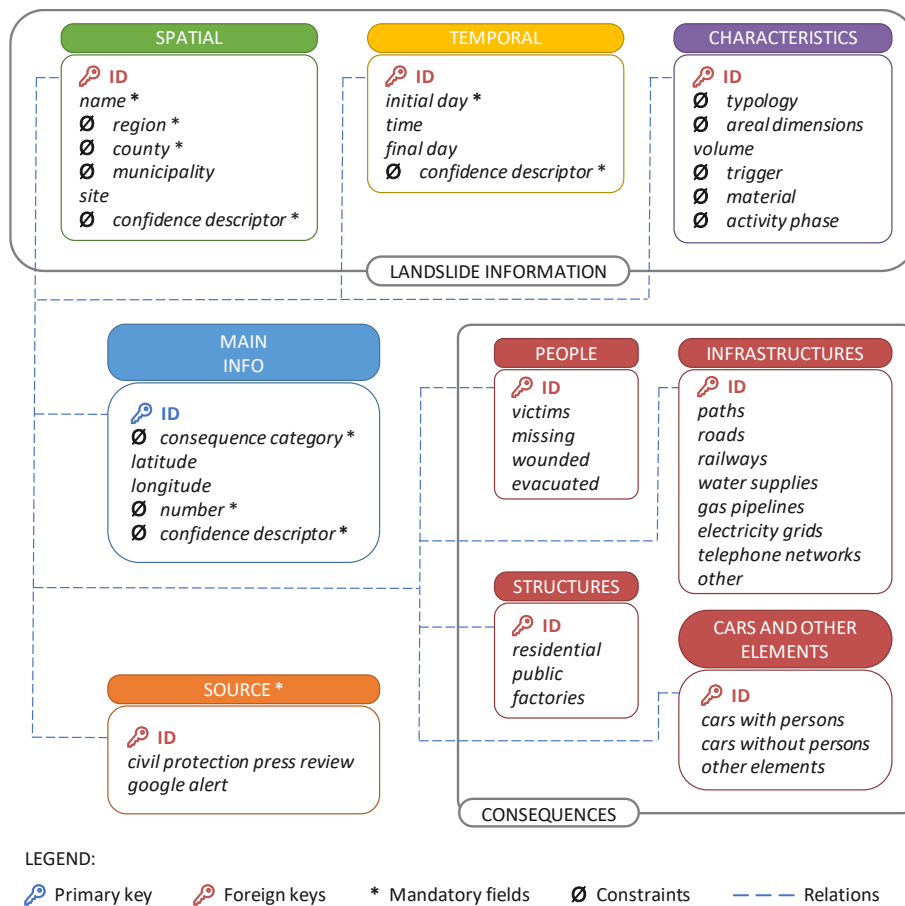 SPATIAL
ID
name *
Ø region *
Ø county *
Ø municipality
site
Ø confidence descriptor *
TEMPORAL
ID
initial day *
time
final day
Ø confidence descriptor *
CHARACTERISTICS
ID
Ø typology
Ø areal dimensions
volume
Ø trigger
Ø material
Ø activity phase
LANDSLIDE INFORMATION
MAIN
INFO
ID
Ø consequence category *
latitude
longitude
Ø number *
Ø confidence descriptor *
PEOPLE
ID
victims
missing
wounded
evacuated
INFRASTRUCTURES
ID
paths
roads
railways
water supplies
gas pipelines
electricity grids
telephone networks
other
STRUCTURES
ID
residential
public
factories
CARS AND OTHER
ELEMENTS
ID
cars with persons
cars without persons
other elements
SOURCE *
ID
civil protection press review
google alert
CONSEQUENCES
LEGEND:
Primary key
Foreign keys
* Mandatory fields
Ø Constraints
Relations